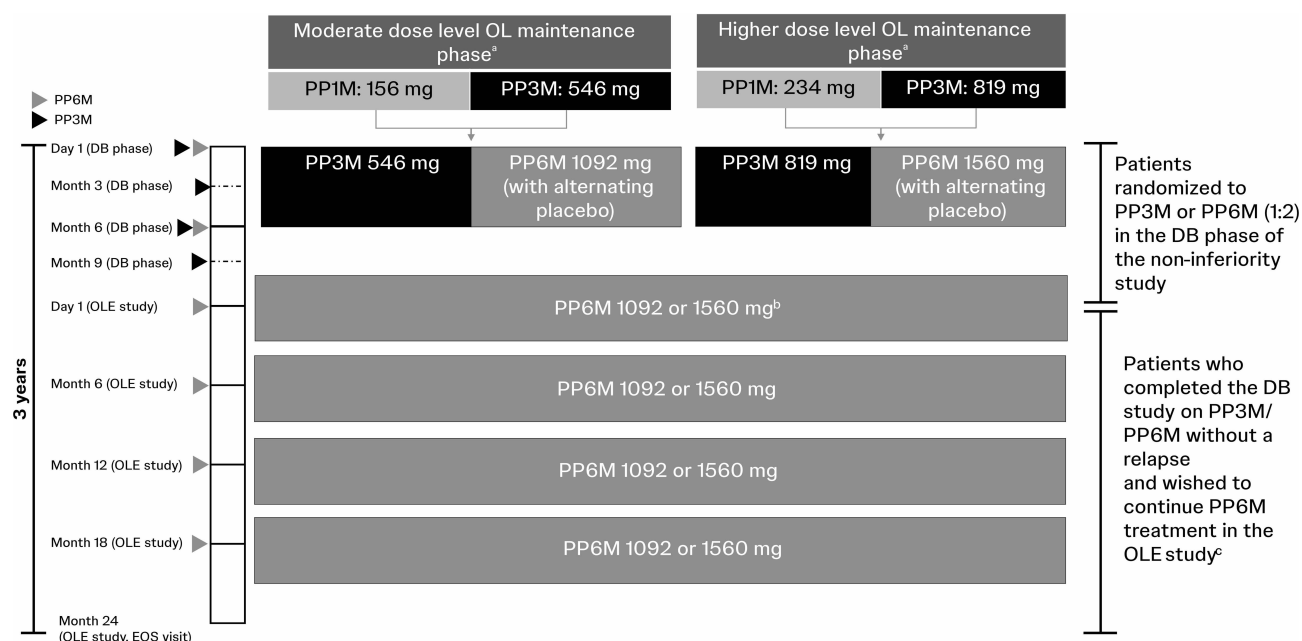 Moderate dose level OL maintenance
phaseᵃ
Higher dose level OL maintenance
phaseᵃ
PP1M: 156 mg
PP3M: 546 mg
PP1M: 234 mg
PP3M: 819 mg
PP6M
PP3M
Day 1 (DB phase)
Month 3 (DB phase)
Month 6 (DB phase)
Month 9 (DB phase)
Day 1 (OLE study)
Month 6 (OLE study)
Month 12 (OLE study)
Month 18 (OLE study)
Month 24
(OLE study, EOS visit)
3 years
PP3M 546 mg
PP6M 1092 mg
(with alternating
placebo)
PP3M 819 mg
PP6M 1560 mg
(with alternating
placebo)
PP6M 1092 or 1560 mgᵇ
PP6M 1092 or 1560 mg
PP6M 1092 or 1560 mg
PP6M 1092 or 1560 mg
Patients
randomized to
PP3M or PP6M (1:2)
in the DB phase of
the non-inferiority
study
Patients who
completed the DB
study on PP3M/
PP6M without a
relapse
and wished to
continue PP6M
treatment in the
OLE studyᶜ